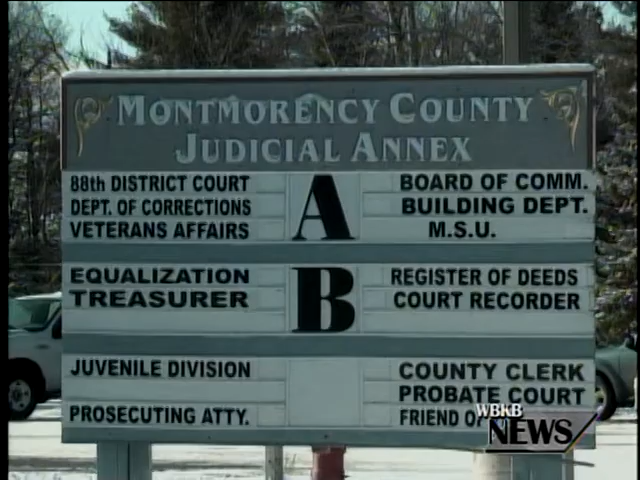 MONTMORENCY COUNTY
JUDICIAL ANNEX
88th DISTRICT COURT
DEPT. OF CORRECTIONS
VETERANS AFFAIRS
A
BOARD OF COMM.
BUILDING DEPT.
M.S.U.
EQUALIZATION
TREASURER
B
REGISTER OF DEEDS
COURT RECORDER
JUVENILE DIVISION
PROSECUTING ATTY.
COUNTY CLERK
PROBATE COURT
FRIEND OF
WBKB
NEWS